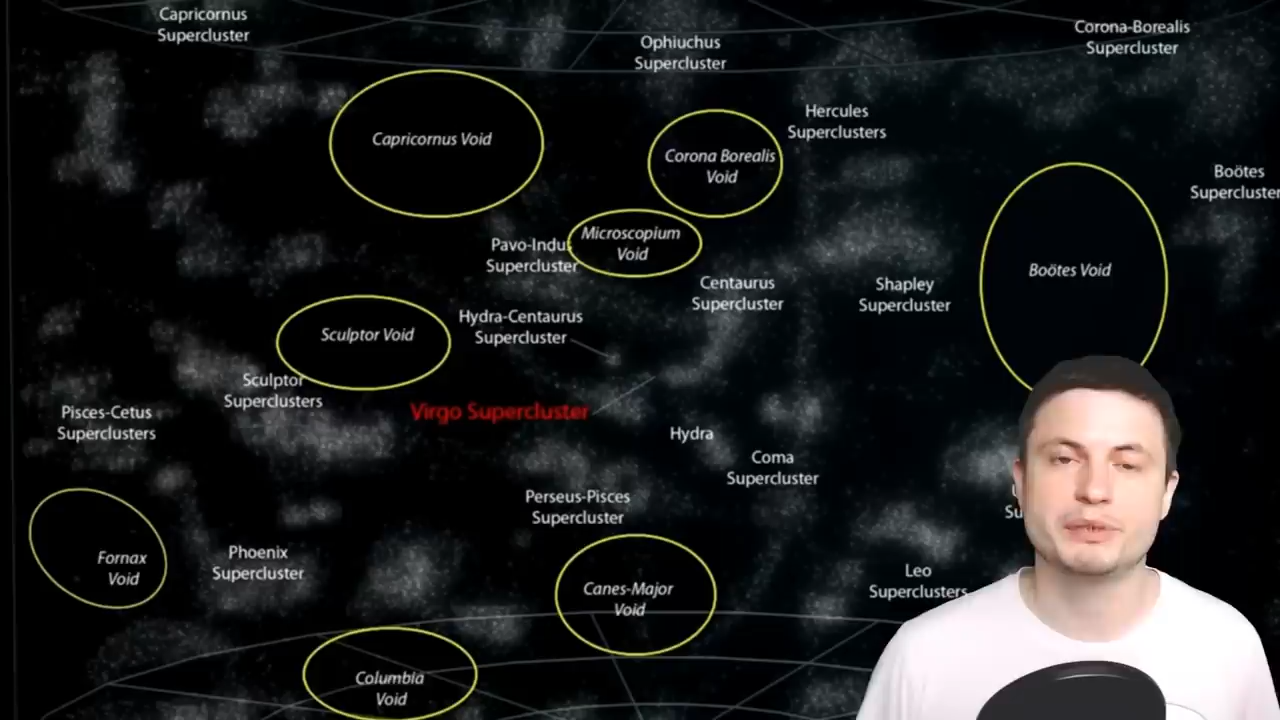 Capricornus
Supercluster
Ophiuchus
Supercluster
Corona-Borealis
Supercluster
Capricornus Void
Hercules
Superclusters
Corona Borealis
Void
Boötes
Supercluster
Microscopium
Void
Pavo-Indus
Supercluster
Boötes Void
Centaurus
Supercluster
Shapley
Supercluster
Sculptor Void
Hydra-Centaurus
Supercluster
Sculptor
Superclusters
Virgo Supercluster
Pisces-Cetus
Superclusters
Hydra
Coma
Supercluster
Perseus-Pisces
Supercluster
Fornax
Void
Phoenix
Supercluster
Canes-Major
Void
Leo
Superclusters
Columbia
Void